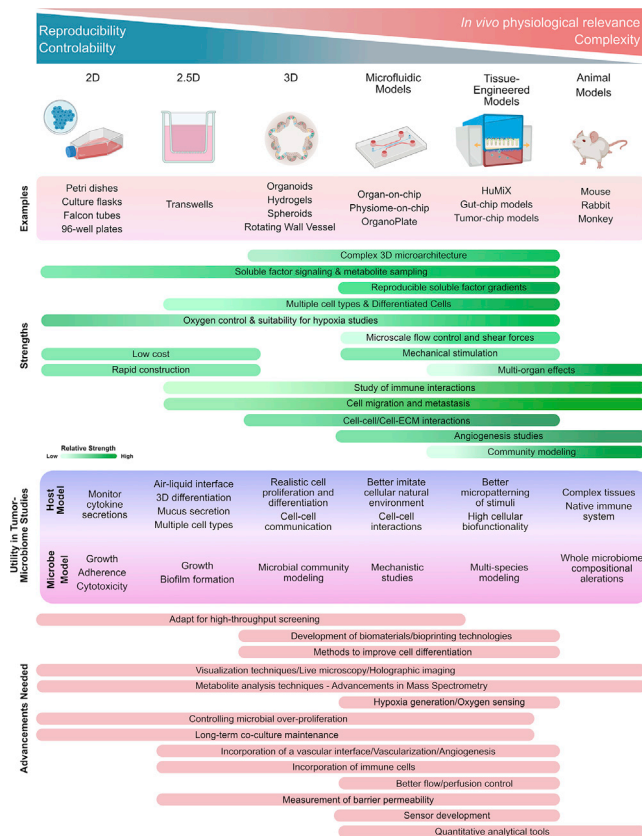 Reproducibility
Controlabiilty
In vivo physiological relevance
Complexity
2D
2.5D
3D
Microfluidic
Models
Tissue-
Engineered
Models
Animal
Models
Examples
Petri dishes
Culture flasks
Falcon tubes
96-well plates
Transwells
Organoids
Hydrogels
Spheroids
Rotating Wall Vessel
Organ-on-chip
Physiome-on-chip
OrganoPlate
HuMiX
Gut-chip models
Tumor-chip models
Mouse
Rabbit
Monkey
Strengths
Complex 3D microarchitecture
Soluble factor signaling & metabolite sampling
Reproducible soluble factor gradients
Multiple cell types & Differentiated Cells
Oxygen control & suitability for hypoxia studies
Microscale flow control and shear forces
Low cost
Mechanical stimulation
Rapid construction
Multi-organ effects
Study of immune interactions
Cell migration and metastasis
Cell-cell/Cell-ECM interactions
Angiogenesis studies
Community modeling
Relative Strength
Low
High
Utility in Tumor-
Microbiome Studies
Host
Model
Monitor
cytokine
secretions
Air-liquid interface
3D differentiation
Mucus secretion
Multiple cell types
Realistic cell
proliferation and
differentiation
Cell-cell
communication
Better imitate
cellular natural
environment
Cell-cell
interactions
Better
micropatterning
of stimuli
High cellular
biofunctionality
Complex tissues
Native immune
system
Microbe
Model
Growth
Adherence
Cytotoxicity
Growth
Biofilm formation
Microbial community
modeling
Mechanistic
studies
Multi-species
modeling
Whole microbiome
compositional
alerations
Advancements Needed
Adapt for high-throughput screening
Development of biomaterials/bioprinting technologies
Methods to improve cell differentiation
Visualization techniques/Live microscopy/Holographic imaging
Metabolite analysis techniques - Advancements in Mass Spectrometry
Hypoxia generation/Oxygen sensing
Controlling microbial over-proliferation
Long-term co-culture maintenance
Incorporation of a vascular interface/Vascularization/Angiogenesis
Incorporation of immune cells
Better flow/perfusion control
Measurement of barrier permeability
Sensor development
Quantitative analytical tools